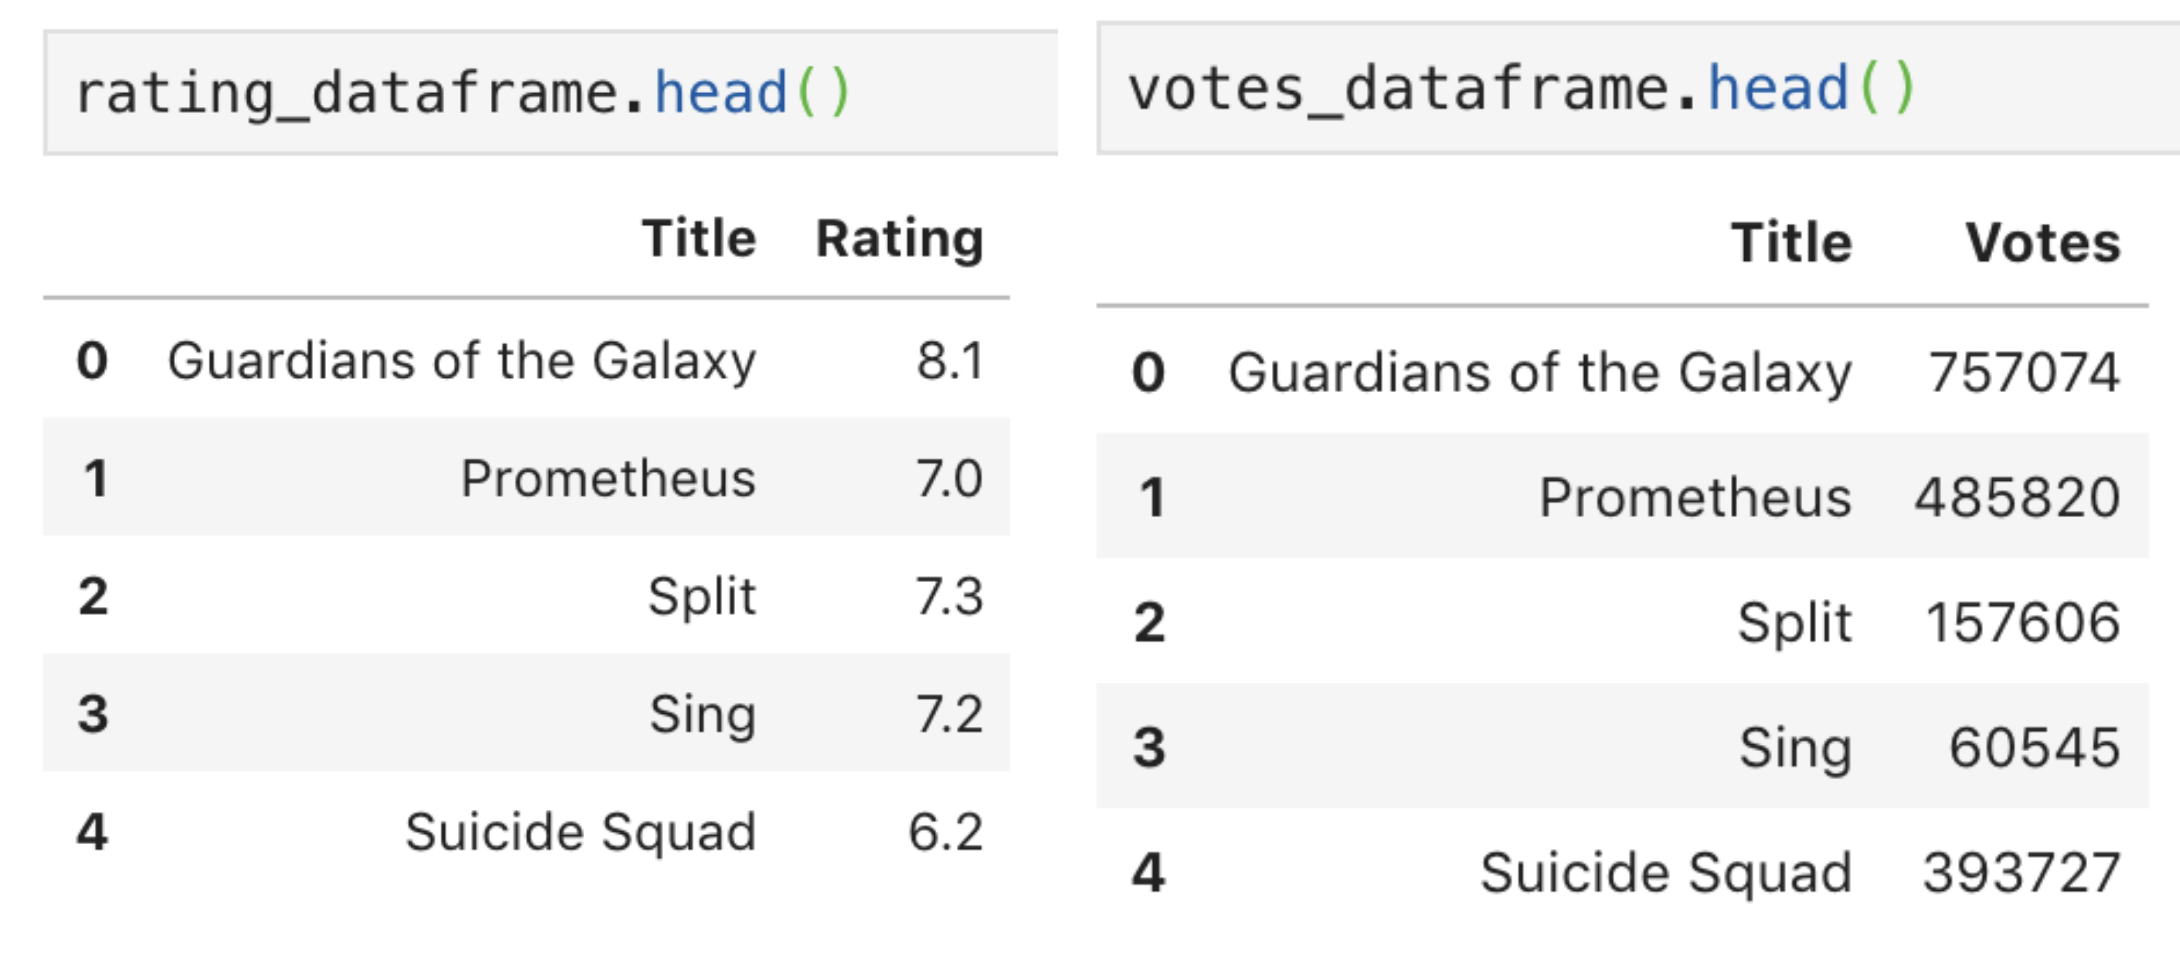 rating_dataframe.head()
Title Rating
0 Guardians of the Galaxy 8.1
1 Prometheus 7.0
2 Split 7.3
3 Sing 7.2
4 Suicide Squad 6.2
votes_dataframe.head()
Title Votes
0 Guardians of the Galaxy 757074
1 Prometheus 485820
2 Split 157606
3 Sing 60545
4 Suicide Squad 393727